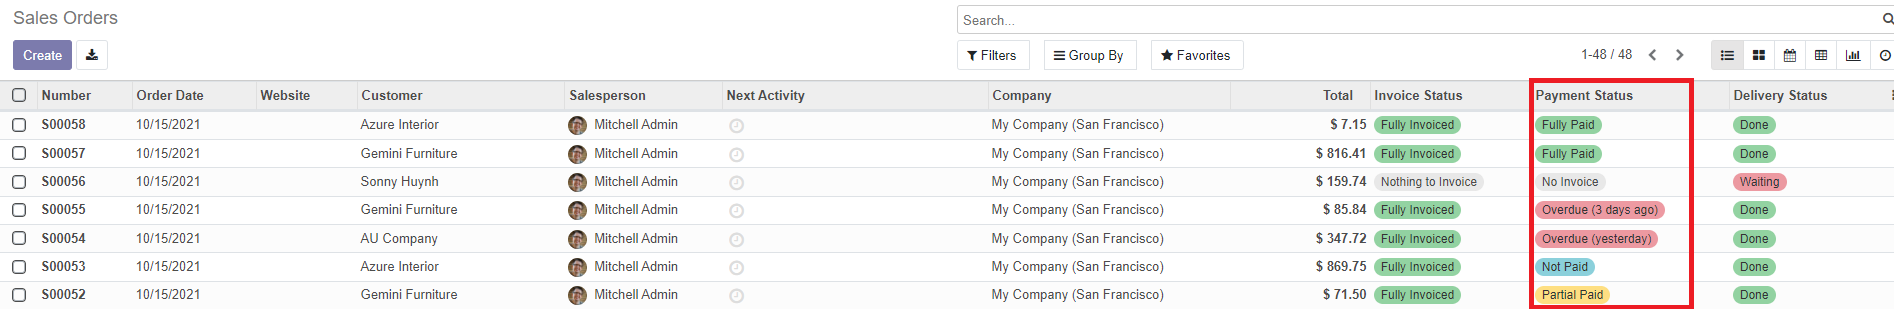 Sales Orders
Search...
Create
Filters Group By Favorites 1-48 / 48
Number Order Date Website Customer Salesperson Next Activity Company Total Invoice Status Payment Status Delivery Status
S00058 10/15/2021 Azure Interior Mitchell Admin My Company (San Francisco) $ 7.15 Fully Invoiced Fully Paid Done
S00057 10/15/2021 Gemini Furniture Mitchell Admin My Company (San Francisco) $ 816.41 Fully Invoiced Fully Paid Done
S00056 10/15/2021 Sonny Huynh Mitchell Admin My Company (San Francisco) $ 159.74 Nothing to Invoice No Invoice Waiting
S00055 10/15/2021 Gemini Furniture Mitchell Admin My Company (San Francisco) $ 85.84 Fully Invoiced Overdue (3 days ago) Done
S00054 10/15/2021 AU Company Mitchell Admin My Company (San Francisco) $ 347.72 Fully Invoiced Overdue (yesterday) Done
S00053 10/15/2021 Azure Interior Mitchell Admin My Company (San Francisco) $ 869.75 Fully Invoiced Not Paid Done
S00052 10/15/2021 Gemini Furniture Mitchell Admin My Company (San Francisco) $ 71.50 Fully Invoiced Partial Paid Done